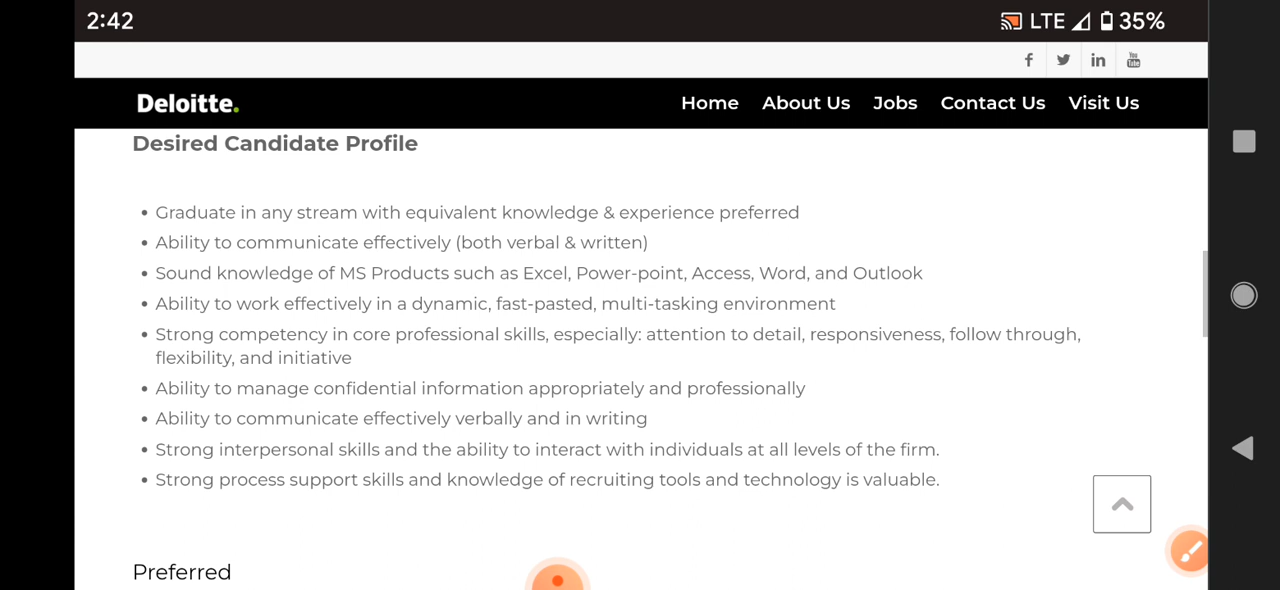 2:42
LTE 35%
f in You Tube
Deloitte. Home About Us Jobs Contact Us Visit Us
Desired Candidate Profile
• Graduate in any stream with equivalent knowledge & experience preferred
• Ability to communicate effectively (both verbal & written)
• Sound knowledge of MS Products such as Excel, Power-point, Access, Word, and Outlook
• Ability to work effectively in a dynamic, fast-pasted, multi-tasking environment
• Strong competency in core professional skills, especially: attention to detail, responsiveness, follow through,
flexibility, and initiative
• Ability to manage confidential information appropriately and professionally
• Ability to communicate effectively verbally and in writing
• Strong interpersonal skills and the ability to interact with individuals at all levels of the firm.
• Strong process support skills and knowledge of recruiting tools and technology is valuable.
Preferred